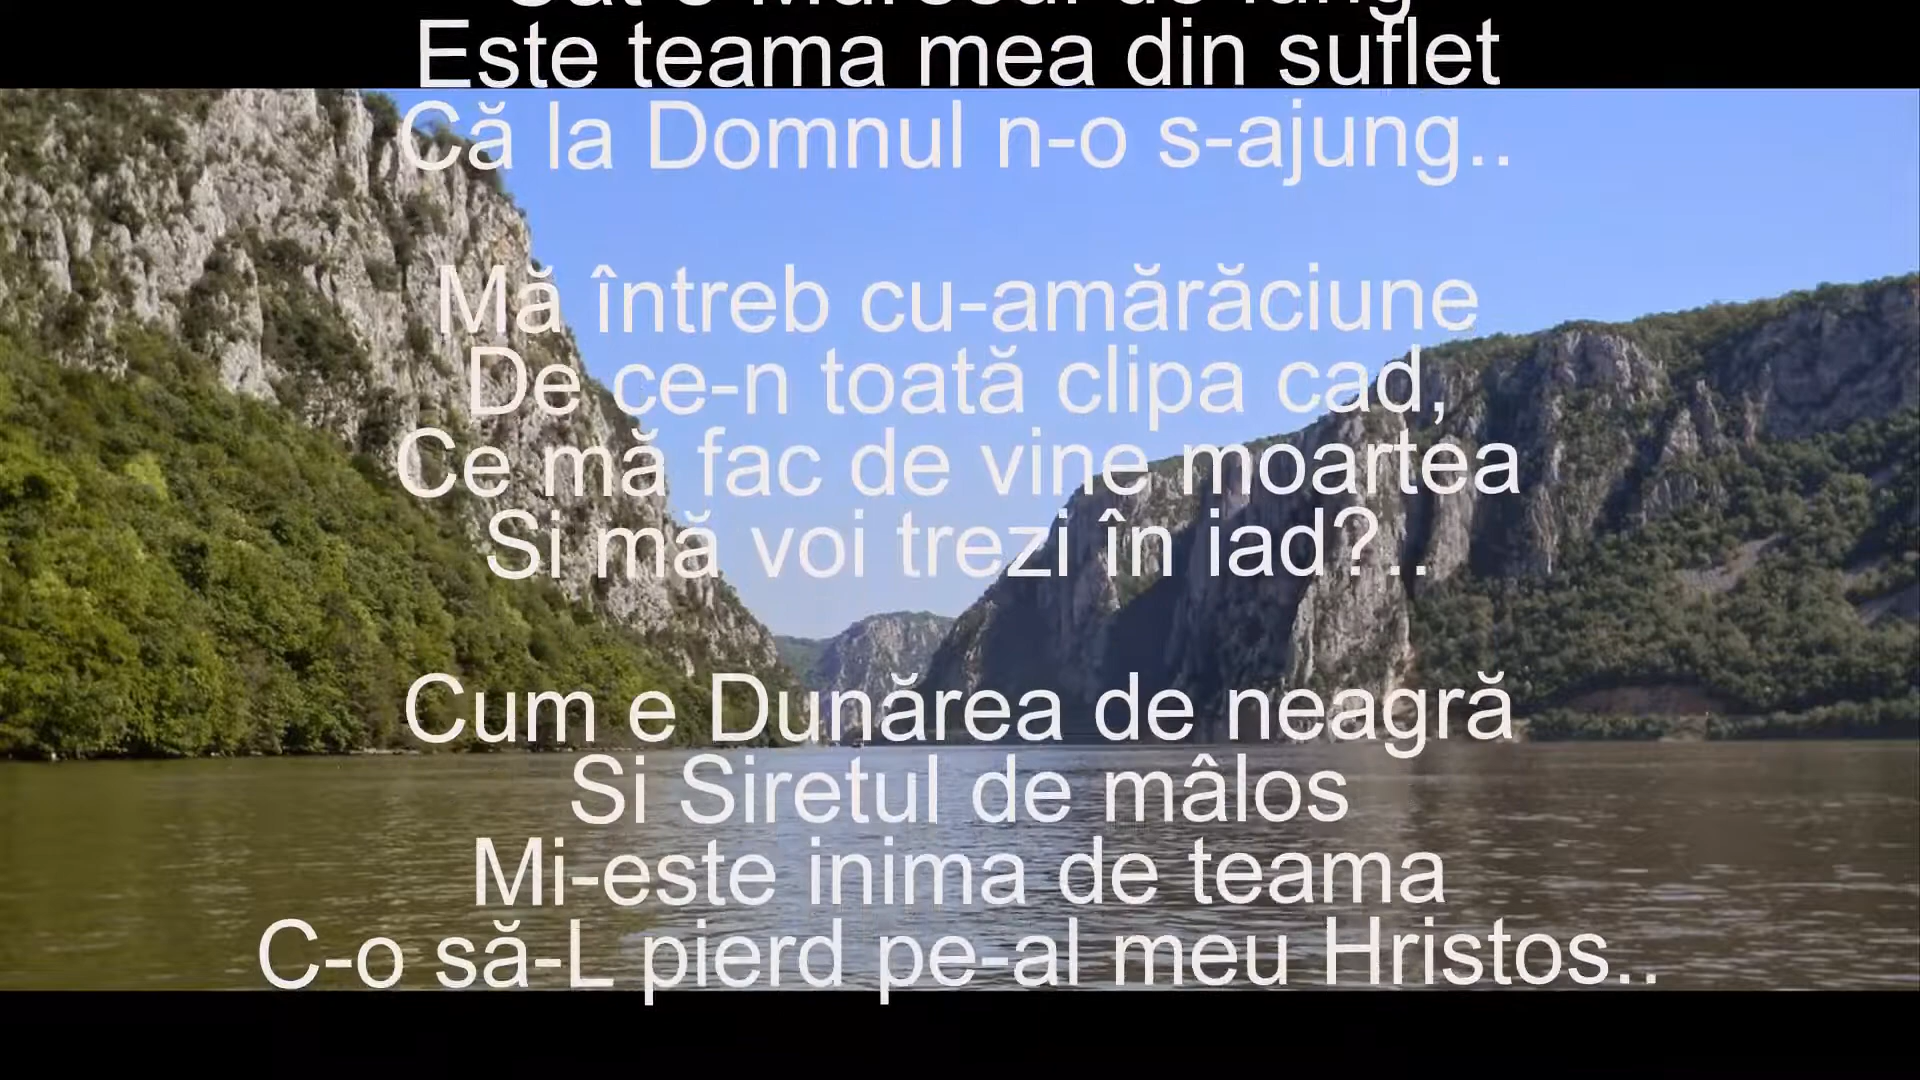 Este teama mea din suflet
Că la Domnul n-o s-ajung..
Mă întreb cu-amărăciune
De ce-n toată clipa cad,
Ce mă fac de vine moartea
Si mă voi trezi în iad?..
Cum e Dunărea de neagră
Si Siretul de mâlos
Mi-este inima de teama
C-o să-L pierd pe-al meu Hristos..